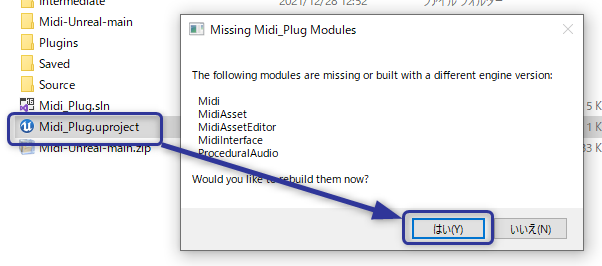 Intermediate
2021/12/28 12:52
ファイル フォルダー
Midi-Unreal-main
Plugins
Saved
Source
Midi_Plug.sln
5 K
Midi_Plug.uproject
1 K
Midi-Unreal-main.zip
33 K
Missing Midi_Plug Modules
The following modules are missing or built with a different engine version:
Midi
MidiAsset
MidiAssetEditor
MidiInterface
ProceduralAudio
Would you like to rebuild them now?
はい(Y)
いいえ(N)